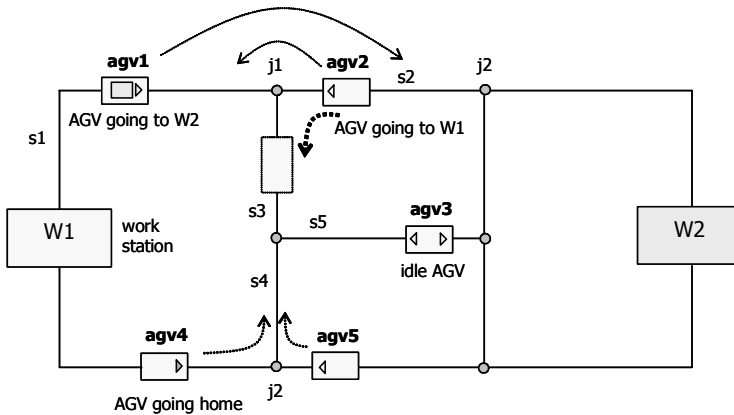 agv1
agv2
j1
s2
j2
AGV going to W2
AGV going to W1
s1
s3
s5
agv3
W1
work
station
W2
idle AGV
s4
agv4
agv5
j2
AGV going home